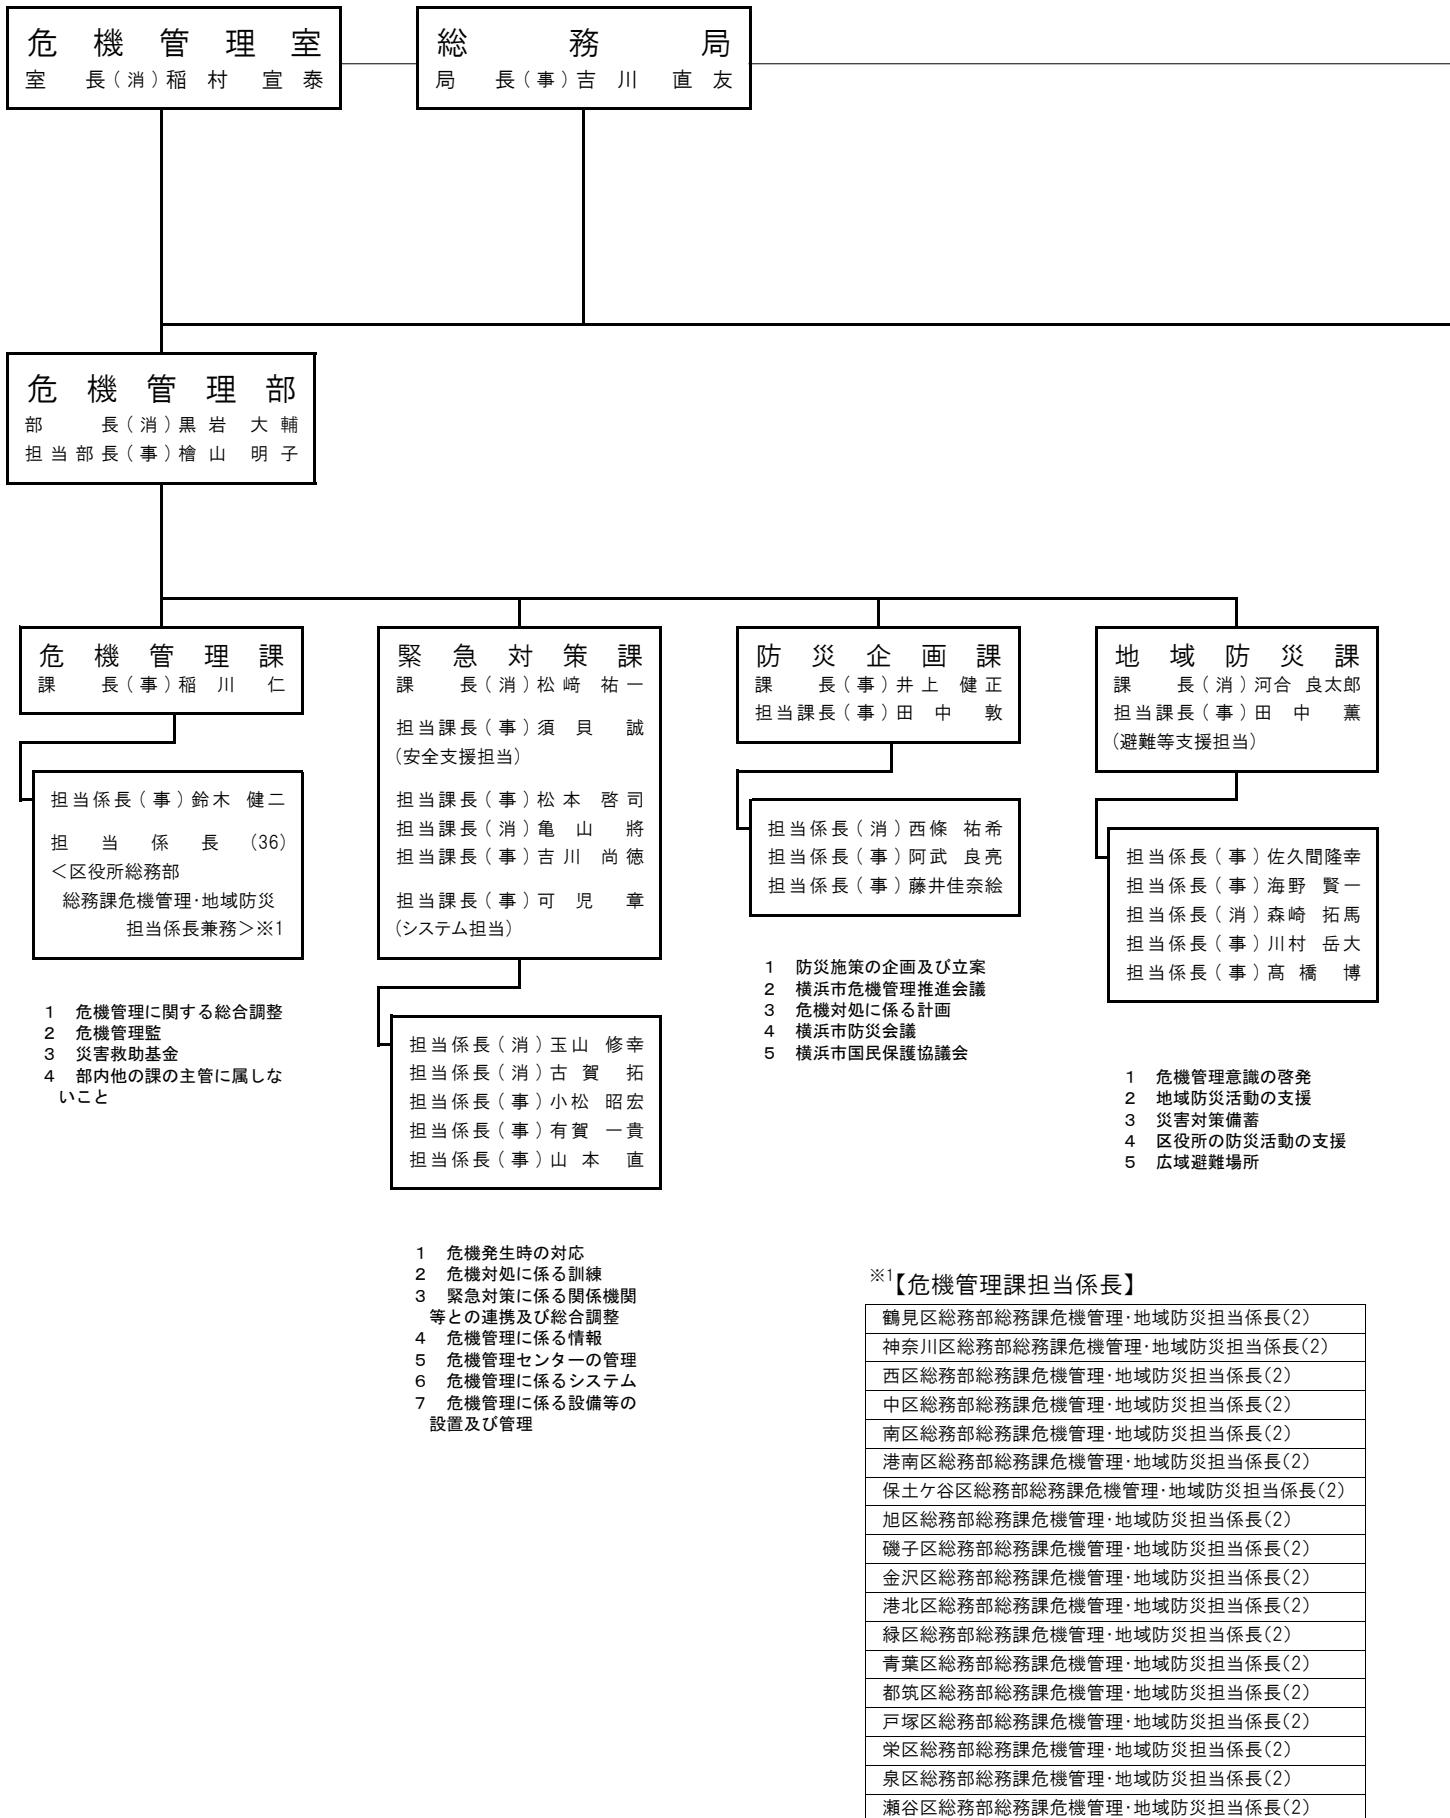 危機管理室
室長(消)稲村 宣泰
総務局
局長(事)吉川 直友
危機管理部
部長(消)黒岩 大輔
担当部長(事)檜山 明子
危機管理課
課長(事)稲川 仁
担当係長(事)鈴木 健二
担当係長 (36)
<区役所総務部
総務課危機管理・地域防災
担当係長兼務>※1
1 危機管理に関する総合調整
2 危機管理監
3 災害救助基金
4 部内他の課の主管に属しな
いこと
緊急対策課
課長(消)松﨑 祐一
担当課長(事)須貝 誠
(安全支援担当)
担当課長(事)松本 啓司
担当課長(消)亀山 將
担当課長(事)吉川 尚徳
担当課長(事)可児 章
(システム担当)
担当係長(消)玉山 修幸
担当係長(消)古賀 拓
担当係長(事)小松 昭宏
担当係長(事)有賀 一貴
担当係長(事)山本 直
1 危機発生時の対応
2 危機対処に係る訓練
3 緊急対策に係る関係機関
等との連携及び総合調整
4 危機管理に係る情報
5 危機管理センターの管理
6 危機管理に係るシステム
7 危機管理に係る設備等の
設置及び管理
防災企画課
課長(事)井上 健正
担当課長(事)田中 敦
担当係長(消)西條 祐希
担当係長(事)阿武 良亮
担当係長(事)藤井佳奈絵
1 防災施策の企画及び立案
2 横浜市危機管理推進会議
3 危機対処に係る計画
4 横浜市防災会議
5 横浜市国民保護協議会
地域防災課
課長(消)河合 良太郎
担当課長(事)田中 薫
(避難等支援担当)
担当係長(事)佐久間隆幸
担当係長(事)海野 賢一
担当係長(消)森崎 拓馬
担当係長(事)川村 岳大
担当係長(事)髙橋 博
1 危機管理意識の啓発
2 地域防災活動の支援
3 災害対策備蓄
4 区役所の防災活動の支援
5 広域避難場所
※1【危機管理課担当係長】
鶴見区総務部総務課危機管理・地域防災担当係長(2)
神奈川区総務部総務課危機管理・地域防災担当係長(2)
西区総務部総務課危機管理・地域防災担当係長(2)
中区総務部総務課危機管理・地域防災担当係長(2)
南区総務部総務課危機管理・地域防災担当係長(2)
港南区総務部総務課危機管理・地域防災担当係長(2)
保土ケ谷区総務部総務課危機管理・地域防災担当係長(2)
旭区総務部総務課危機管理・地域防災担当係長(2)
磯子区総務部総務課危機管理・地域防災担当係長(2)
金沢区総務部総務課危機管理・地域防災担当係長(2)
港北区総務部総務課危機管理・地域防災担当係長(2)
緑区総務部総務課危機管理・地域防災担当係長(2)
青葉区総務部総務課危機管理・地域防災担当係長(2)
都筑区総務部総務課危機管理・地域防災担当係長(2)
戸塚区総務部総務課危機管理・地域防災担当係長(2)
栄区総務部総務課危機管理・地域防災担当係長(2)
泉区総務部総務課危機管理・地域防災担当係長(2)
瀬谷区総務部総務課危機管理・地域防災担当係長(2)